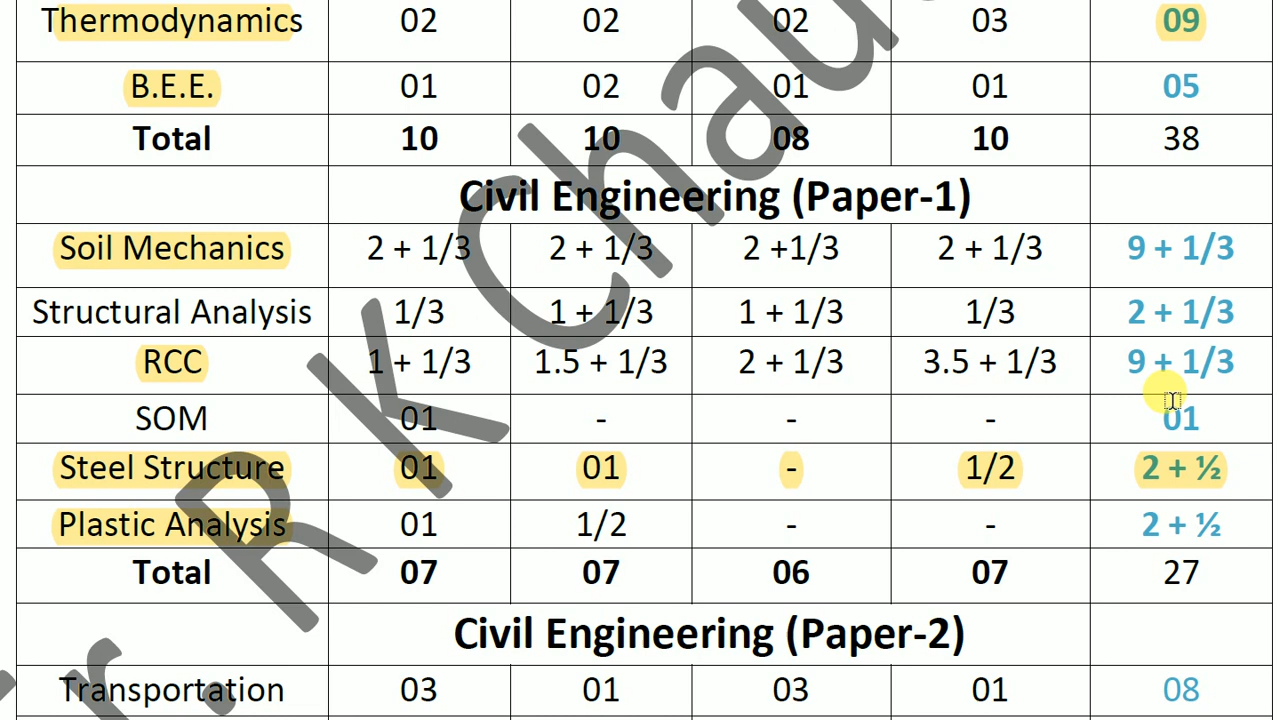 Thermodynamics 02 02 02 03 09
B.E.E. 01 02 01 01 05
Total 10 10 08 10 38
Civil Engineering (Paper-1)
Soil Mechanics 2 + 1/3 2 + 1/3 2 +1/3 2 + 1/3 9 + 1/3
Structural Analysis 1/3 1 + 1/3 1 + 1/3 1/3 2 + 1/3
RCC 1 + 1/3 1.5 + 1/3 2 + 1/3 3.5 + 1/3 9 + 1/3
SOM 01 - - - 01
Steel Structure 01 01 - 1/2 2 + ½
Plastic Analysis 01 1/2 - - 2 + ½
Total 07 07 06 07 27
Civil Engineering (Paper-2)
Transportation 03 01 03 01 08
r. R K